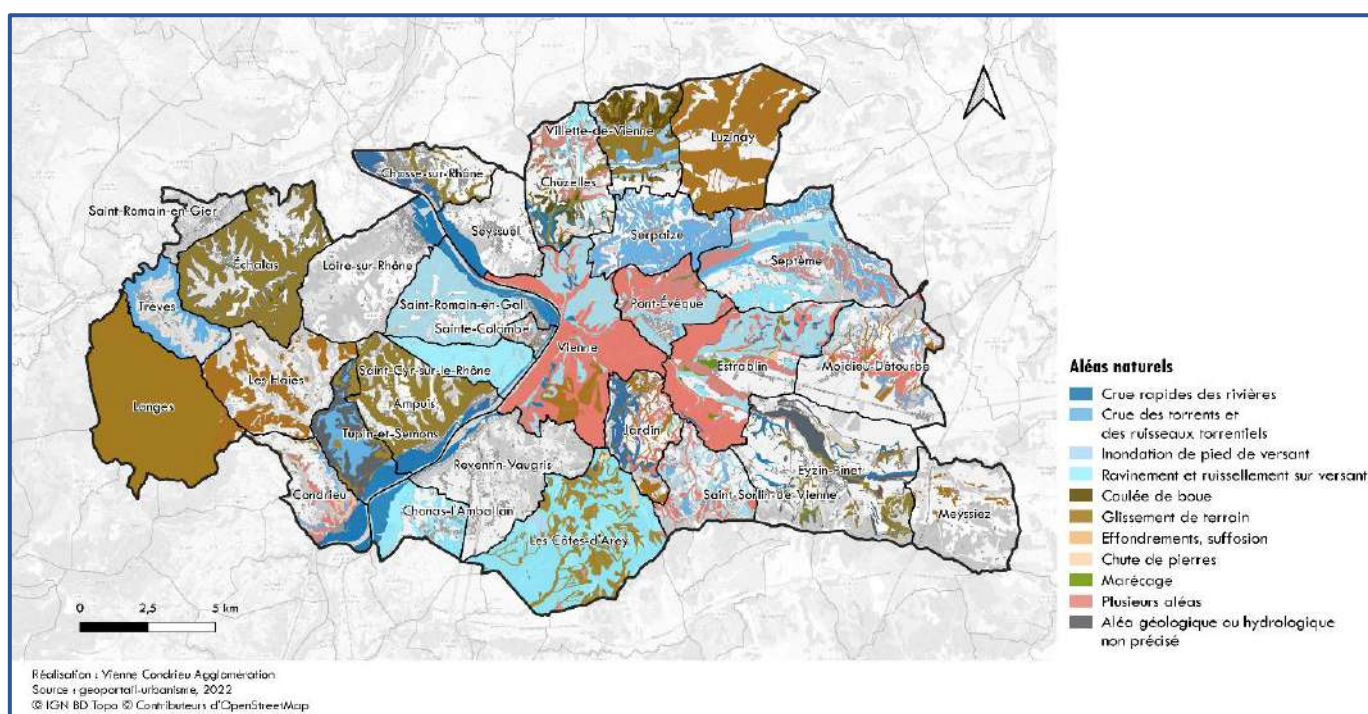 Villette-de-Vienne
Luzinay
Chasse-sur-Rhône
Chuzelles
Saint-Romain-en-Gier
Seyssuel
Serpaize
Échalas
Loire-sur-Rhône
Septème
Trèves
Saint-Romain-en-Gal
Pont-Évêque
Sainte-Colombe
Vienne
Saint-Cyr-sur-le-Rhône
Estrablin
Moidieu-Détourbe
Les Haies
Longes
Ampuis
Jardin
Tupin-et-Semons
Reventin-Vaugris
Eyzin-Pinet
Condrieu
Saint-Sorlin-de-Vienne
Chonas-l'Amballan
Meyssiez
Les Côtes-d'Arey
0 2,5 5 km
Aléas naturels
Crue rapides des rivières
Crue des torrents et
des ruisseaux torrentiels
Inondation de pied de versant
Ravinement et ruissellement sur versant
Coulée de boue
Glissement de terrain
Effondrements, suffosion
Chute de pierres
Marécage
Plusieurs aléas
Aléa géologique ou hydrologique
non précisé
Réalisation : Vienne Condrieu Agglomération
Source : geoportail-urbanisme, 2022
© IGN BD Topo © Contributeurs d'OpenStreetMap